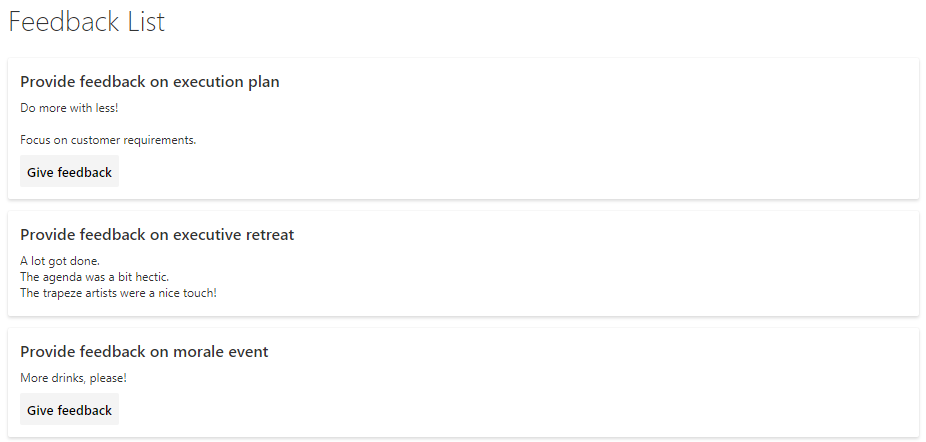 Feedback List
Provide feedback on execution plan
Do more with less!
Focus on customer requirements.
Give feedback
Provide feedback on executive retreat
A lot got done.
The agenda was a bit hectic.
The trapeze artists were a nice touch!
Provide feedback on morale event
More drinks, please!
Give feedback